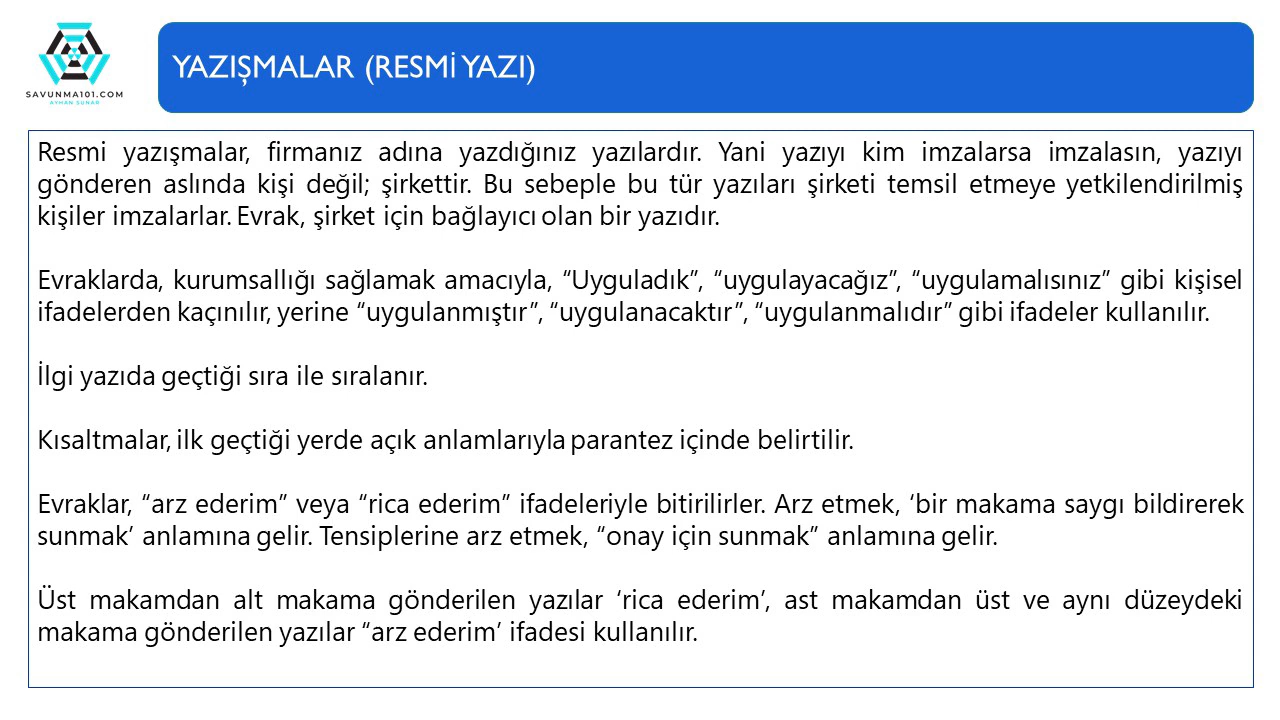 SAVUNMA101.COM
AYHAN SUNAR
YAZIŞMALAR (RESMİ YAZI)
Resmi yazışmalar, firmanız adına yazdığınız yazılardır. Yani yazıyı kim imzalarsa imzalasın, yazıyı
gönderen aslında kişi değil; şirkettir. Bu sebeple bu tür yazıları şirketi temsil etmeye yetkilendirilmiş
kişiler imzalarlar. Evrak, şirket için bağlayıcı olan bir yazıdır.
Evraklarda, kurumsallığı sağlamak amacıyla, “Uyguladık”, “uygulayacağız”, “uygulamalısınız” gibi kişisel
ifadelerden kaçınılır, yerine “uygulanmıştır”, “uygulanacaktır”, “uygulanmalıdır” gibi ifadeler kullanılır.
İlgi yazıda geçtiği sıra ile sıralanır.
Kısaltmalar, ilk geçtiği yerde açık anlamlarıyla parantez içinde belirtilir.
Evraklar, “arz ederim” veya “rica ederim” ifadeleriyle bitirilirler. Arz etmek, ‘bir makama saygı bildirerek
sunmak’ anlamına gelir. Tensiplerine arz etmek, “onay için sunmak” anlamına gelir.
Üst makamdan alt makama gönderilen yazılar ‘rica ederim’, ast makamdan üst ve aynı düzeydeki
makama gönderilen yazılar “arz ederim’ ifadesi kullanılır.